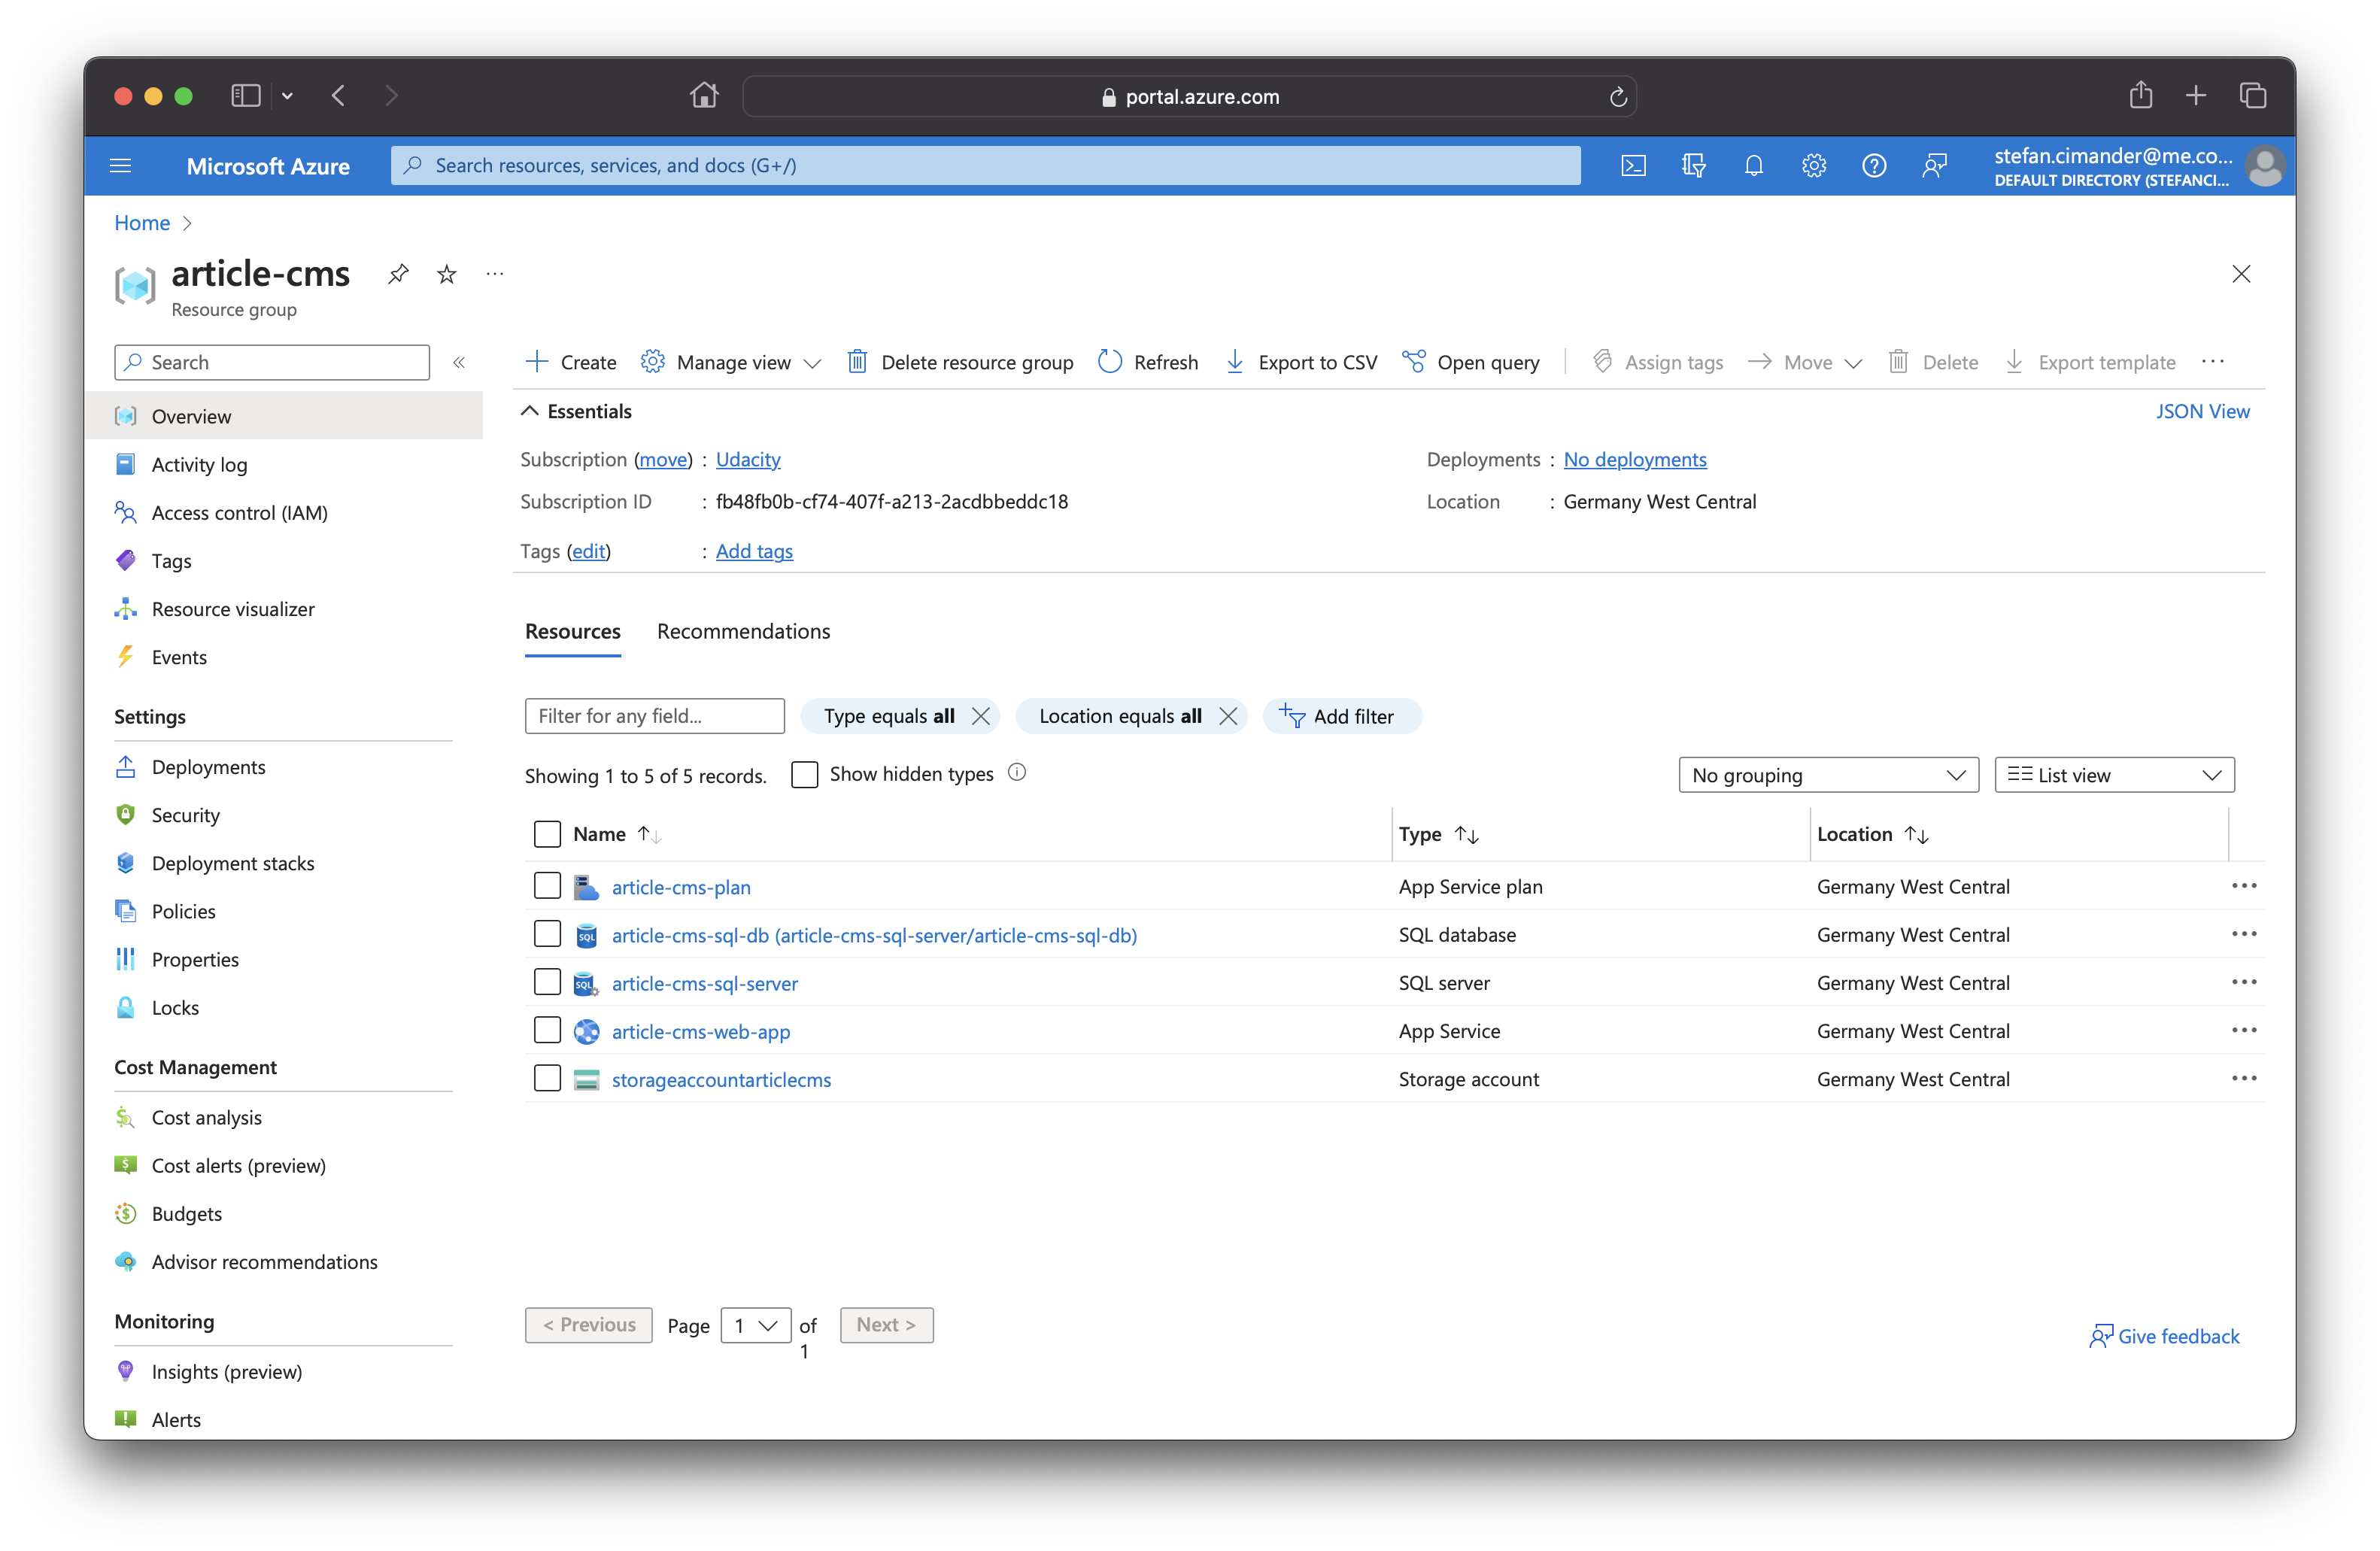 portal.azure.com
Microsoft Azure
Search resources, services, and docs (G+/)
stefan.cimander@me.co...
DEFAULT DIRECTORY (STEFANCI...
Home
article-cms
...
Resource group
Search
«
Create
Manage view
Delete resource group
Refresh
Export to CSV
Open query
Assign tags
Move
Delete
Export template
...
Overview
Activity log
Access control (IAM)
Tags
Resource visualizer
Events
Settings
Deployments
Security
Deployment stacks
Policies
Properties
Locks
Cost Management
Cost analysis
Cost alerts (preview)
Budgets
Advisor recommendations
Monitoring
Insights (preview)
Alerts
Essentials
JSON View
Subscription (move) : Udacity
Deployments : No deployments
Subscription ID : fb48fb0b-cf74-407f-a213-2acdbbeddc18
Location : Germany West Central
Tags (edit) : Add tags
Resources
Recommendations
Filter for any field...
Type equals all
Location equals all
Add filter
Showing 1 to 5 of 5 records.
Show hidden types
No grouping
List view
Name
Type
Location
article-cms-plan App Service plan Germany West Central
article-cms-sql-db (article-cms-sql-server/article-cms-sql-db) SQL database Germany West Central
article-cms-sql-server SQL server Germany West Central
article-cms-web-app App Service Germany West Central
storageaccountarticlecms Storage account Germany West Central
< Previous
Page 1 of 1
Next >
Give feedback